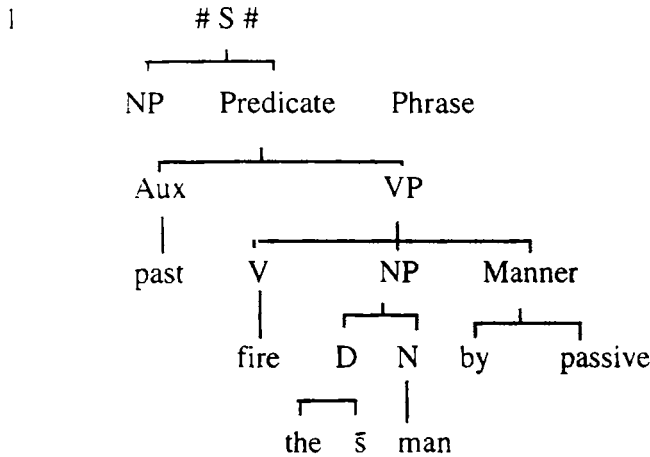 1 # S #
NP Predicate Phrase
Aux VP
past V NP Manner
fire D N by passive
the s̄ man